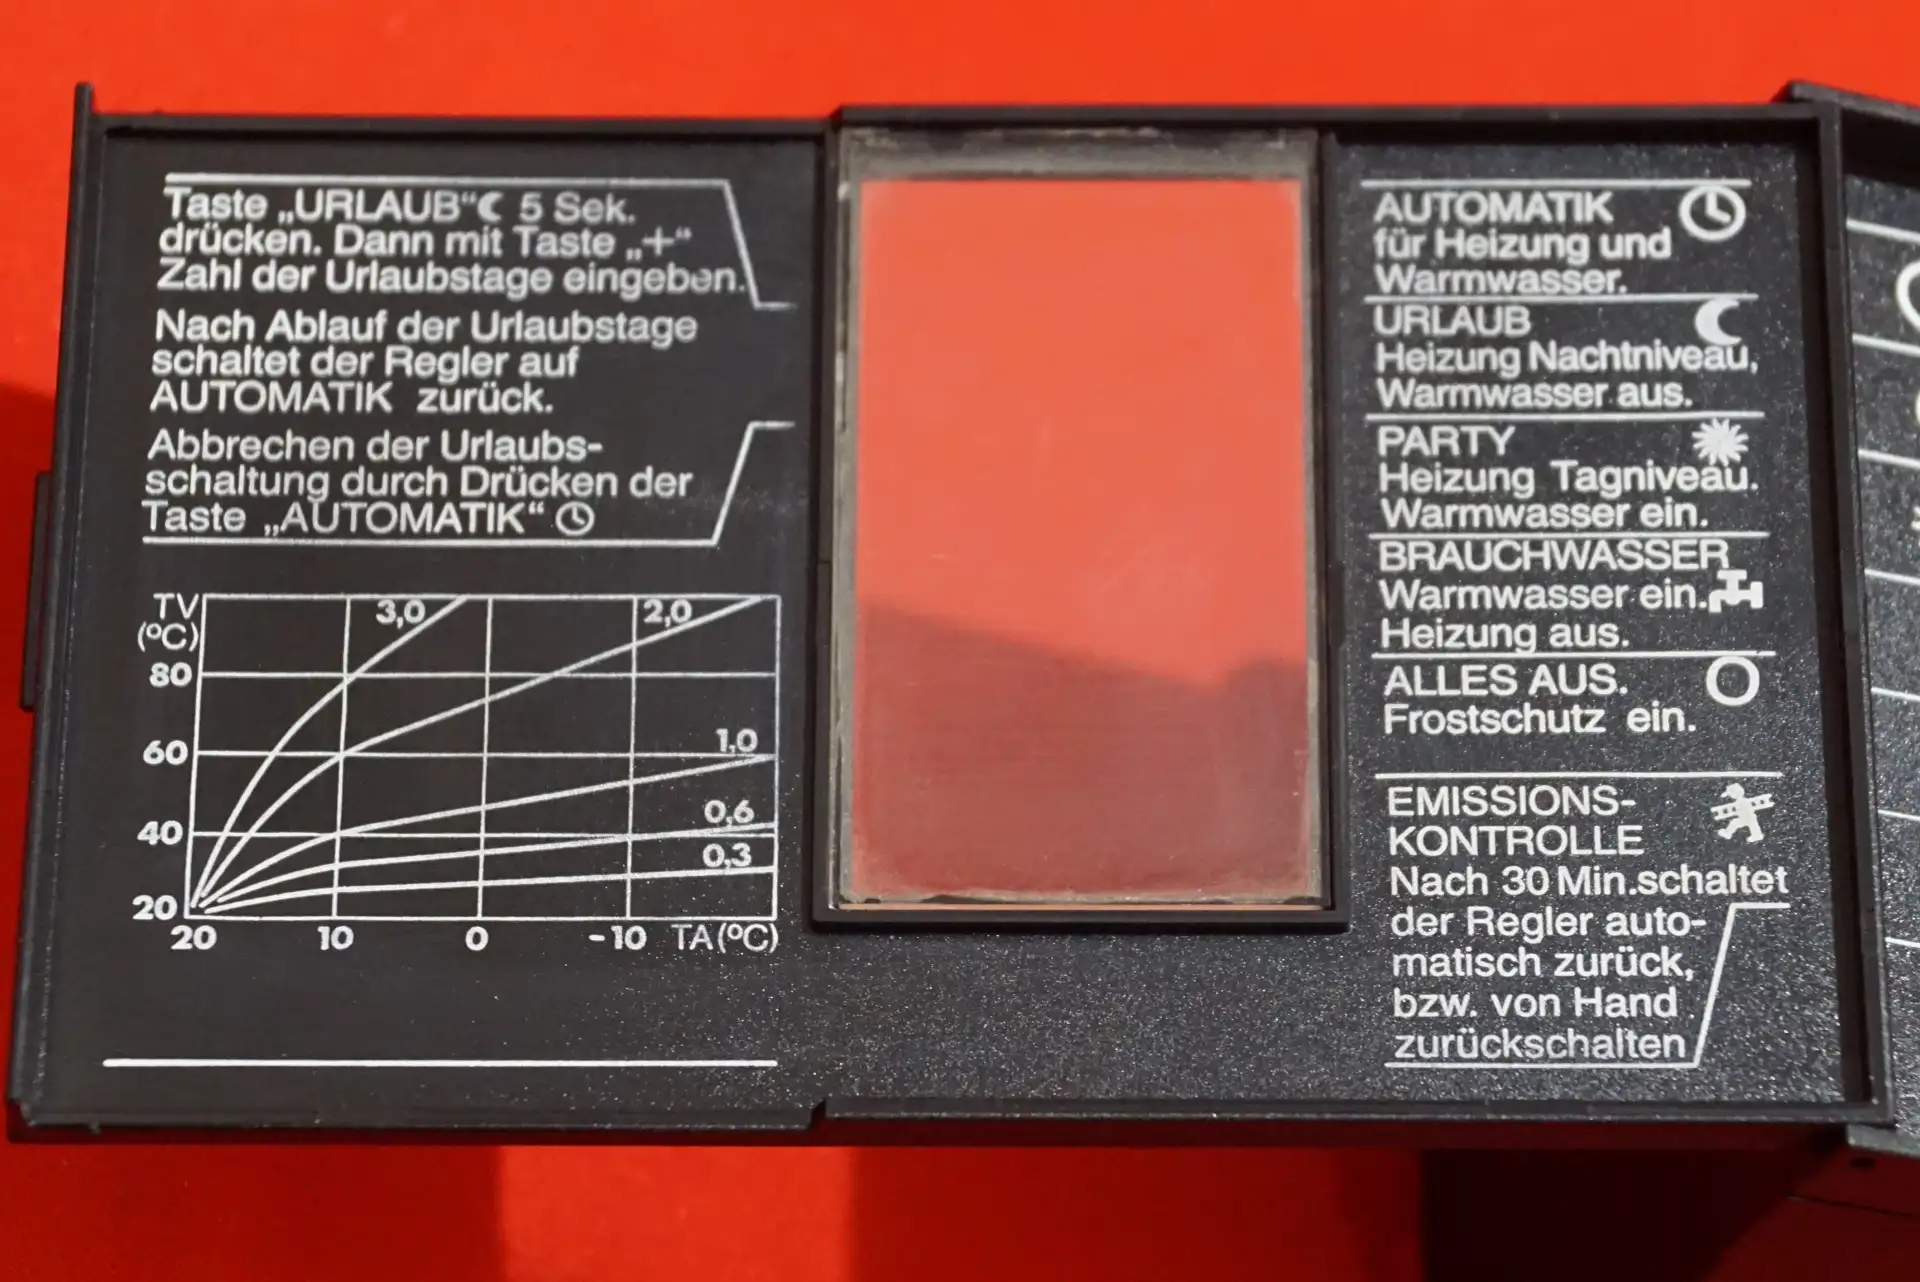 Taste „URLAUB“ 5 Sek.
drücken. Dann mit Taste „+“
Zahl der Urlaubstage eingeben.
Nach Ablauf der Urlaubstage
schaltet der Regler auf
AUTOMATIK zurück.
Abbrechen der Urlaubs-
schaltung durch Drücken der
Taste „AUTOMATIK“
TV
(°C)
80
60
40
20
3,0
2,0
1,0
0,6
0,3
20 10 0 -10 TA (°C)
AUTOMATIK
für Heizung und
Warmwasser.
URLAUB
Heizung Nachtniveau,
Warmwasser aus.
PARTY
Heizung Tagniveau.
Warmwasser ein.
BRAUCHWASSER
Warmwasser ein.
Heizung aus.
ALLES AUS.
Frostschutz ein.
EMISSIONS-
KONTROLLE
Nach 30 Min.schaltet
der Regler auto-
matisch zurück,
bzw. von Hand
zurückschalten